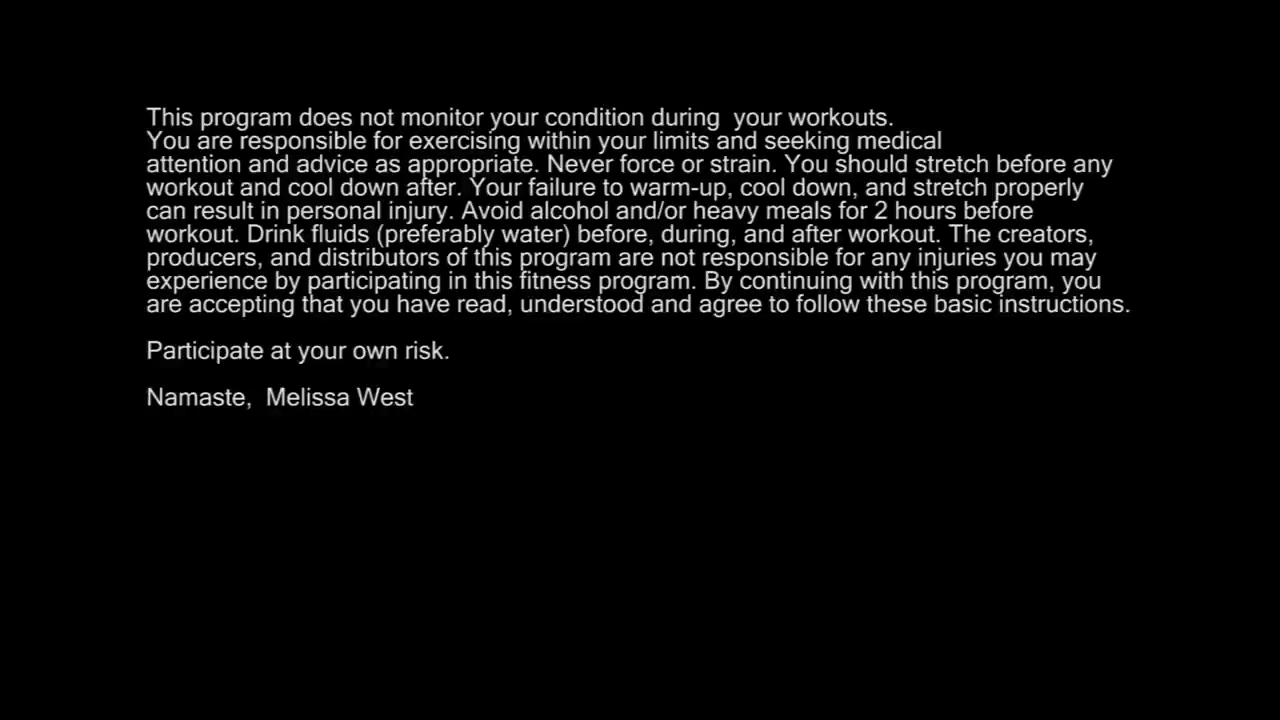 This program does not monitor your condition during  your workouts.
You are responsible for exercising within your limits and seeking medical
attention and advice as appropriate. Never force or strain. You should stretch before any
workout and cool down after. Your failure to warm-up, cool down, and stretch properly
can result in personal injury. Avoid alcohol and/or heavy meals for 2 hours before
workout. Drink fluids (preferably water) before, during, and after workout. The creators,
producers, and distributors of this program are not responsible for any injuries you may
experience by participating in this fitness program. By continuing with this program, you
are accepting that you have read, understood and agree to follow these basic instructions.
Participate at your own risk.
Namaste,  Melissa West